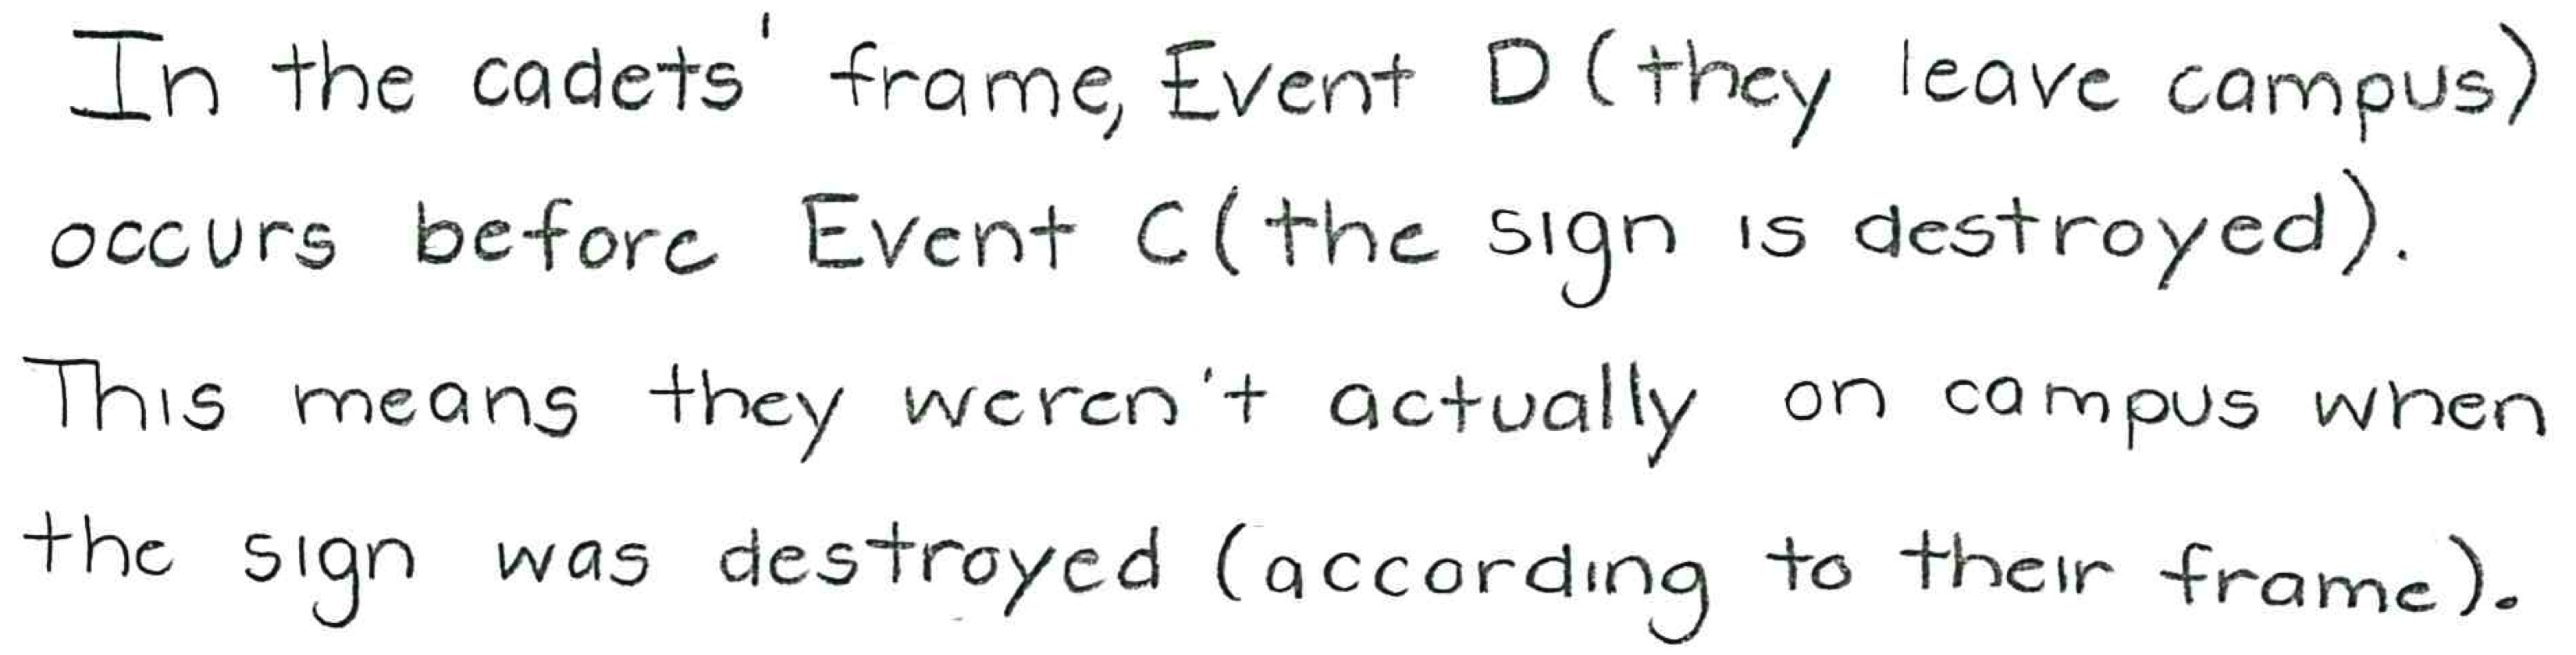 In the cadets' frame, Event D (they leave campus)
occurs before Event C (the sign is destroyed).
This means they weren't actually on campus when
the sign was destroyed (according to their frame).